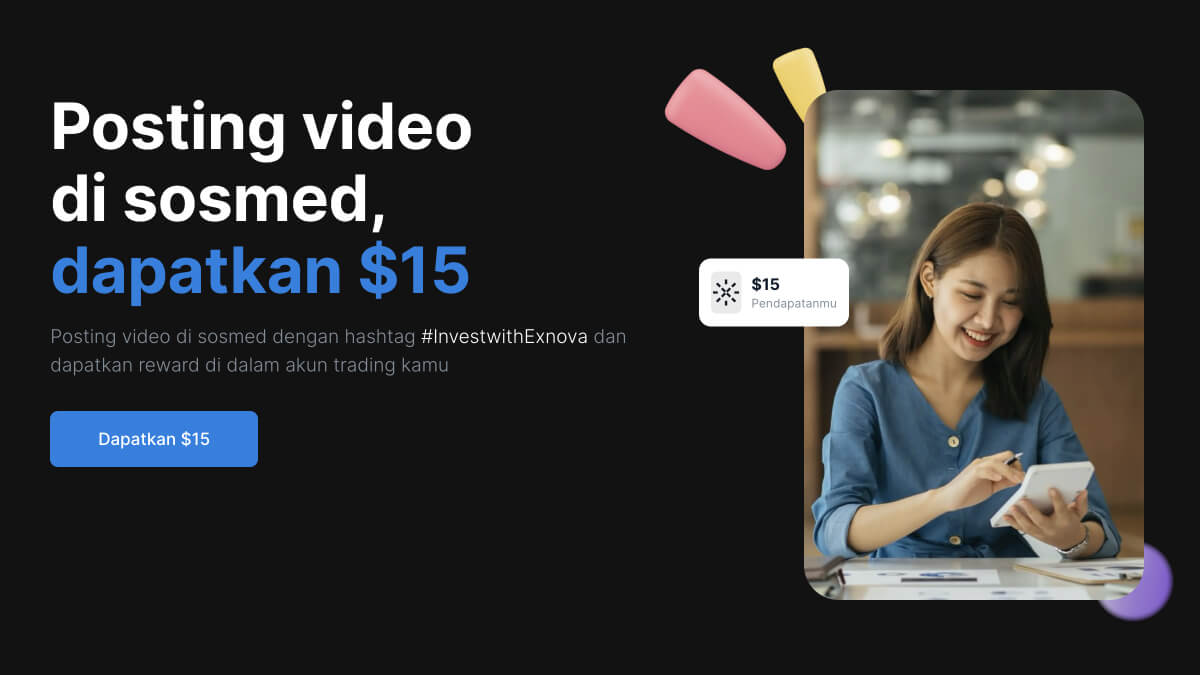 Posting video
di sosmed,
dapatkan $15
Posting video di sosmed dengan hashtag #InvestwithExnova dan
dapatkan reward di dalam akun trading kamu
Dapatkan $15
$15
Pendapatanmu